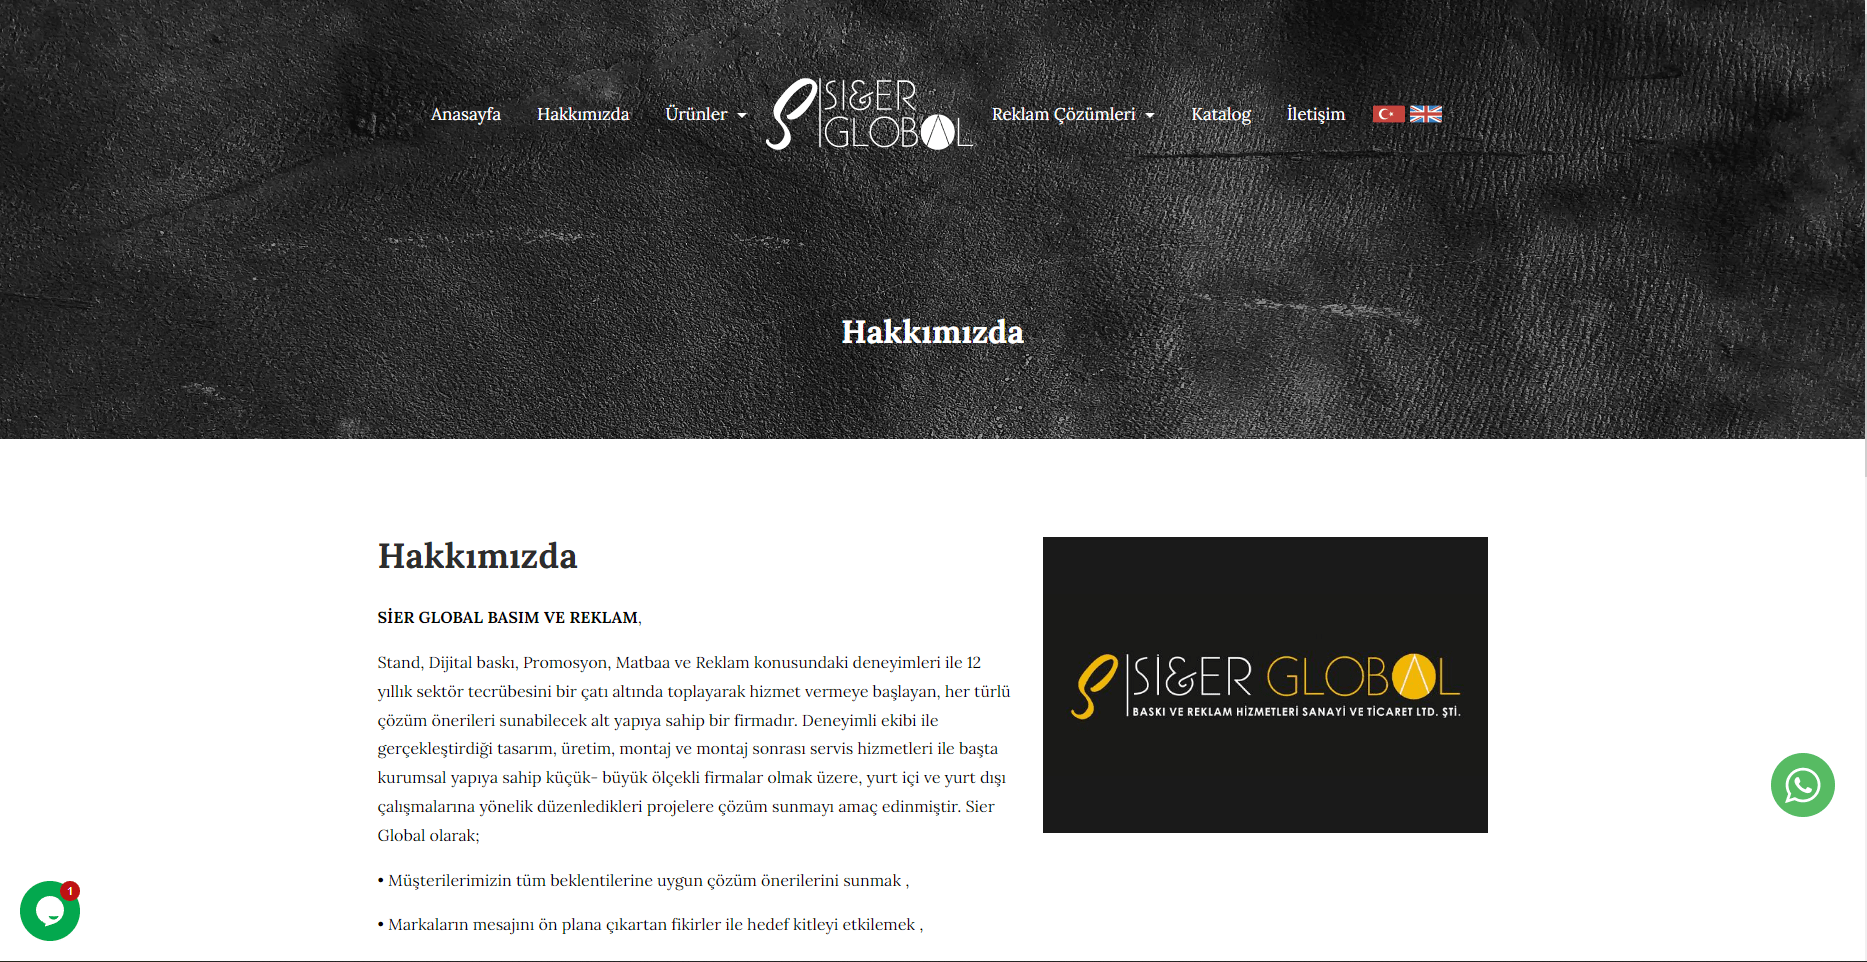 Anasayfa
Hakkımızda
Ürünler
SİER
GLOBAL
Reklam Çözümleri
Katalog
İletişim
Hakkımızda
Hakkımızda
SİER GLOBAL BASIM VE REKLAM,
Stand, Dijital baskı, Promosyon, Matbaa ve Reklam konusundaki deneyimleri ile 12
yıllık sektör tecrübesini bir çatı altında toplayarak hizmet vermeye başlayan, her türlü
çözüm önerileri sunabilecek alt yapıya sahip bir firmadır. Deneyimli ekibi ile
gerçekleştirdiği tasarım, üretim, montaj ve montaj sonrası servis hizmetleri ile başta
kurumsal yapıya sahip küçük- büyük ölçekli firmalar olmak üzere, yurt içi ve yurt dışı
çalışmalarına yönelik düzenledikleri projelere çözüm sunmayı amaç edinmiştir. Sier
Global olarak;
• Müşterilerimizin tüm beklentilerine uygun çözüm önerilerini sunmak ,
• Markaların mesajını ön plana çıkartan fikirler ile hedef kitleyi etkilemek ,
Sİ&ER GLOBAL
BASKI VE REKLAM HİZMETLERİ SANAYİ VE TİCARET LTD. ŞTİ.
1